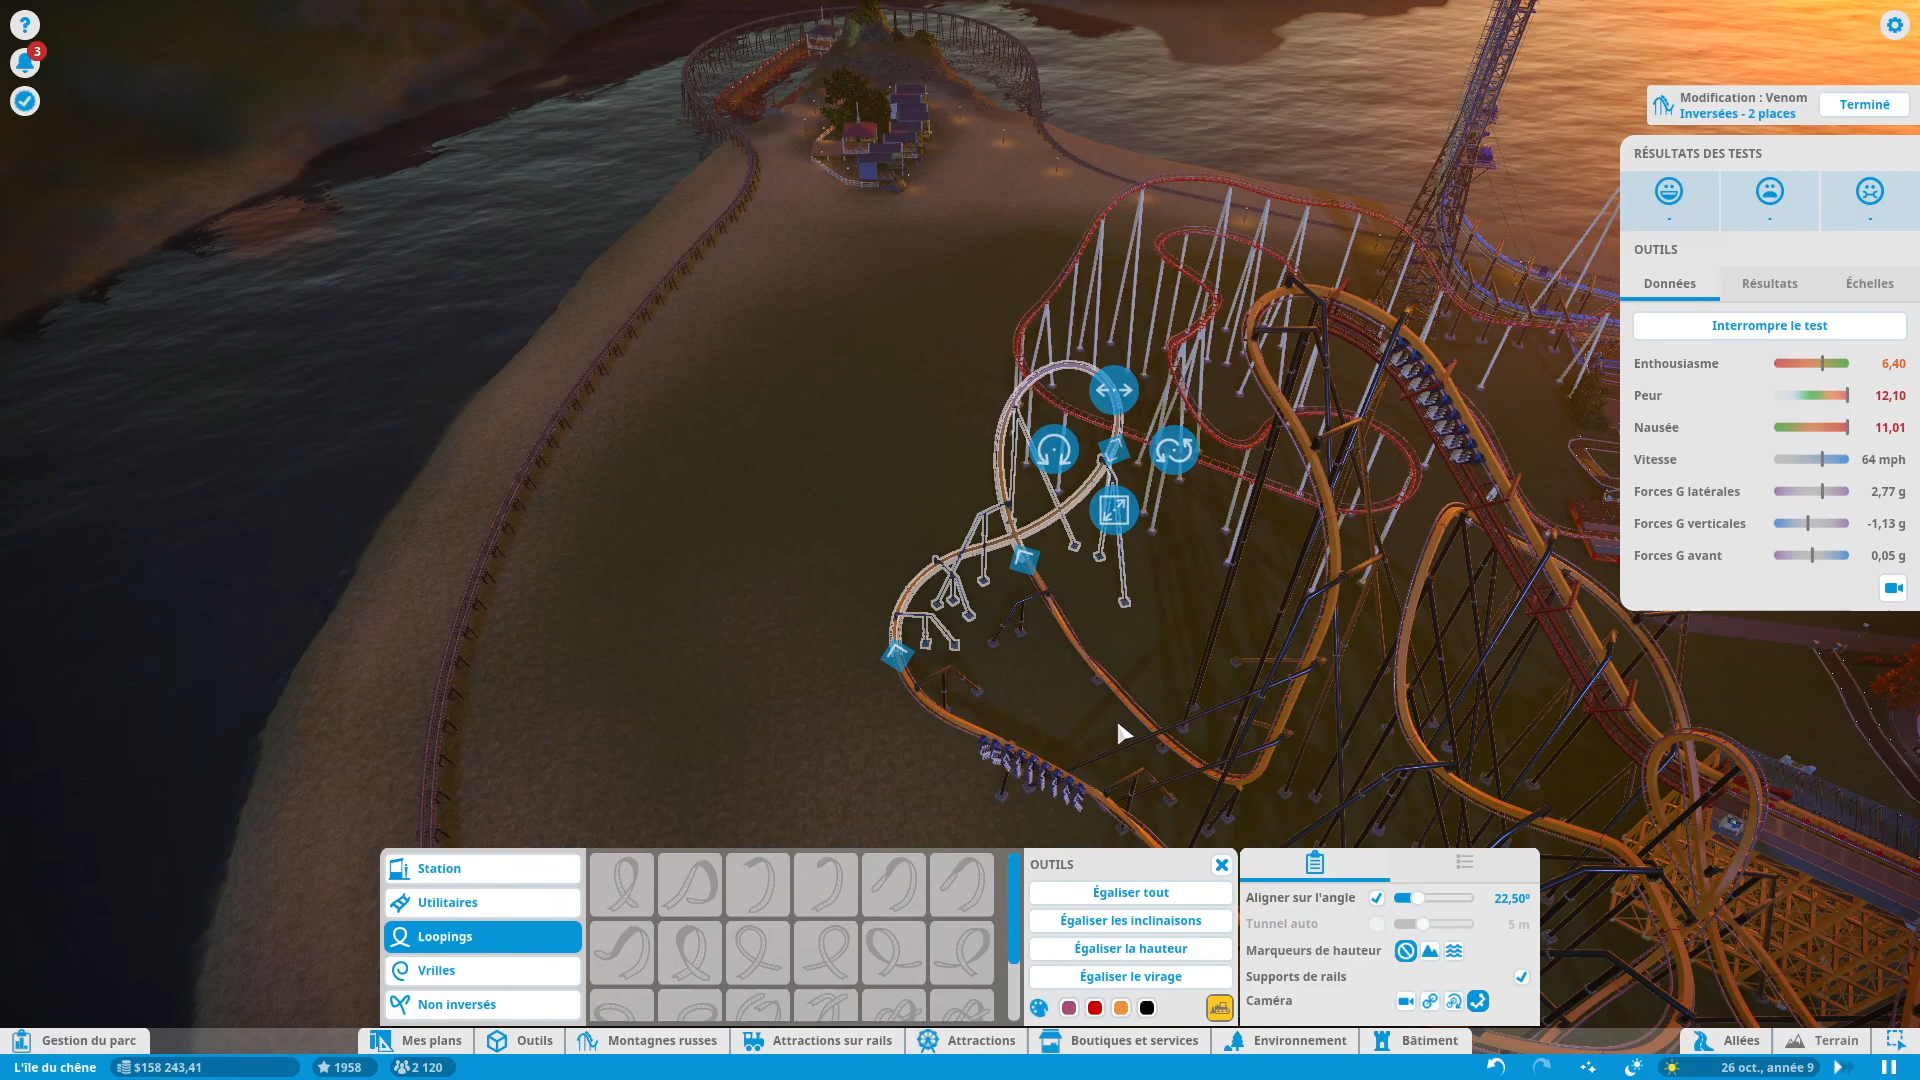 ?
3
Modification : Venom
Inversées - 2 places
Terminé
RÉSULTATS DES TESTS
- - -
OUTILS
Données Résultats Échelles
Interrompre le test
Enthousiasme 6,40
Peur 12,10
Nausée 11,01
Vitesse 64 mph
Forces G latérales 2,77 g
Forces G verticales -1,13 g
Forces G avant 0,05 g
Station
Utilitaires
Loopings
Vrilles
Non inversés
OUTILS
Égaliser tout
Égaliser les inclinaisons
Égaliser la hauteur
Égaliser le virage
Aligner sur l'angle 22,50°
Tunnel auto 5 m
Marqueurs de hauteur
Supports de rails
Caméra
Gestion du parc Mes plans Outils Montagnes russes Attractions sur rails Attractions Boutiques et services Environnement Bâtiment Allées Terrain
L'île du chêne $158 243,41 1958 2 120 26 oct., année 9